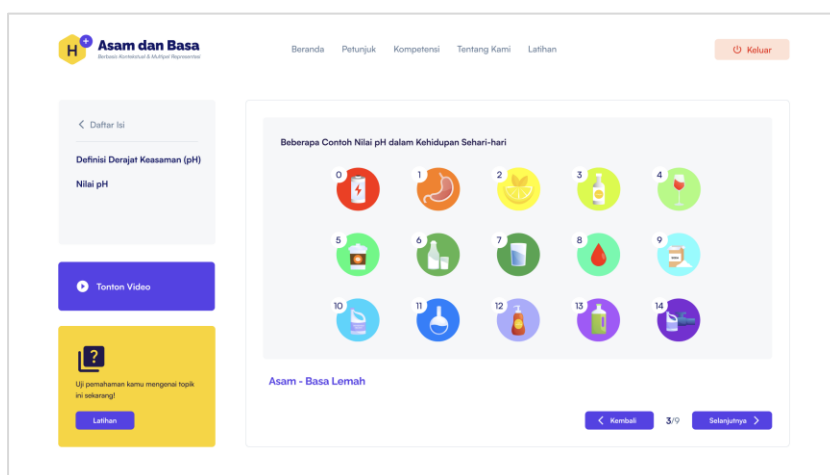 H+
Asam dan Basa
Berbasis Kontekstual & Multipel Representasi
Beranda Petunjuk Kompetensi Tentang Kami Latihan
Keluar
Daftar Isi
Definisi Derajat Keasaman (pH)
Nilai pH
Tonton Video
?
Uji pemahaman kamu mengenai topik
ini sekarang!
Latihan
Beberapa Contoh Nilai pH dalam Kehidupan Sehari-hari
0 1 2 3 4
5 6 7 8 9
10 11 12 13 14
Asam - Basa Lemah
Kembali 3/9 Selanjutnya